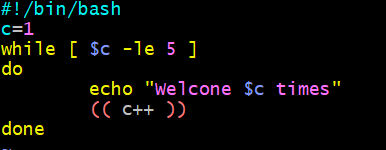 #!/bin/bash
c=1
while [ $c -le 5 ]
do
        echo "Welcone $c times"
        (( c++ ))
done